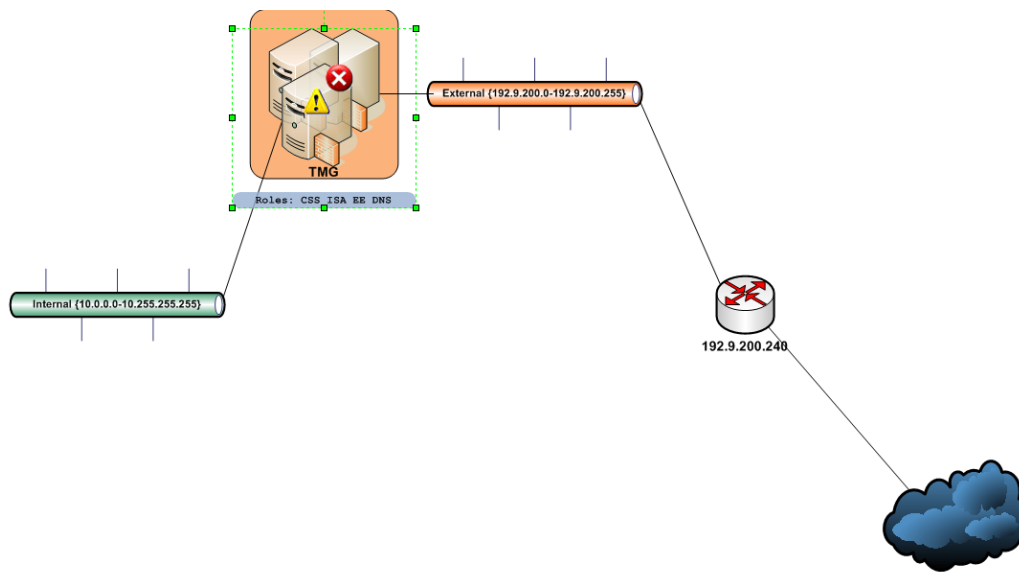 External {192.9.200.0-192.9.200.255}
TMG
Roles: CSS ISA EE DNS
Internal {10.0.0.0-10.255.255.255}
192.9.200.240